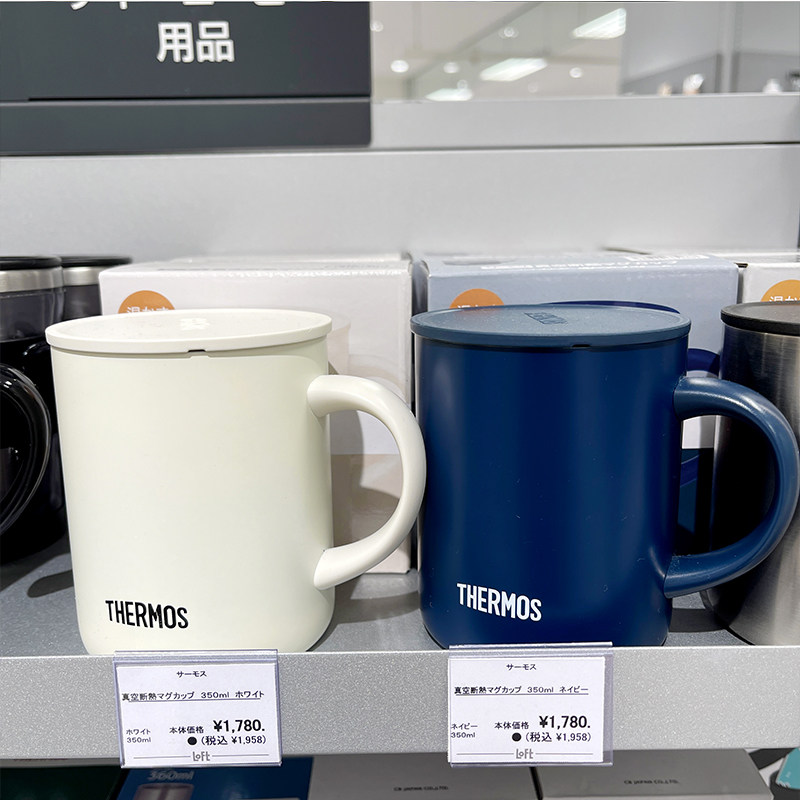 用品
THERMOS
THERMOS
サーモス
真空断熱マグカップ 350ml ホワイト
ホワイト
350ml
本体価格 ¥1,780.
●(税込 ¥1,958)
Loft
サーモス
真空断熱マグカップ 350ml ネイビー
ネイビー
350ml
本体価格 ¥1,780.
●(税込 ¥1,958)
Loft
360ml